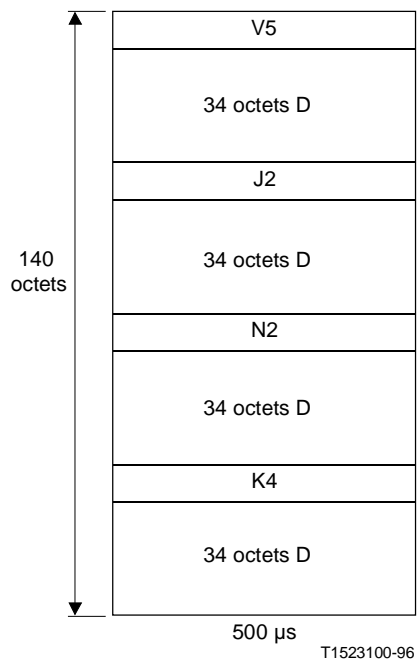 V5
34 octets D
J2
140
octets
34 octets D
N2
34 octets D
K4
34 octets D
500 µs
T1523100-96